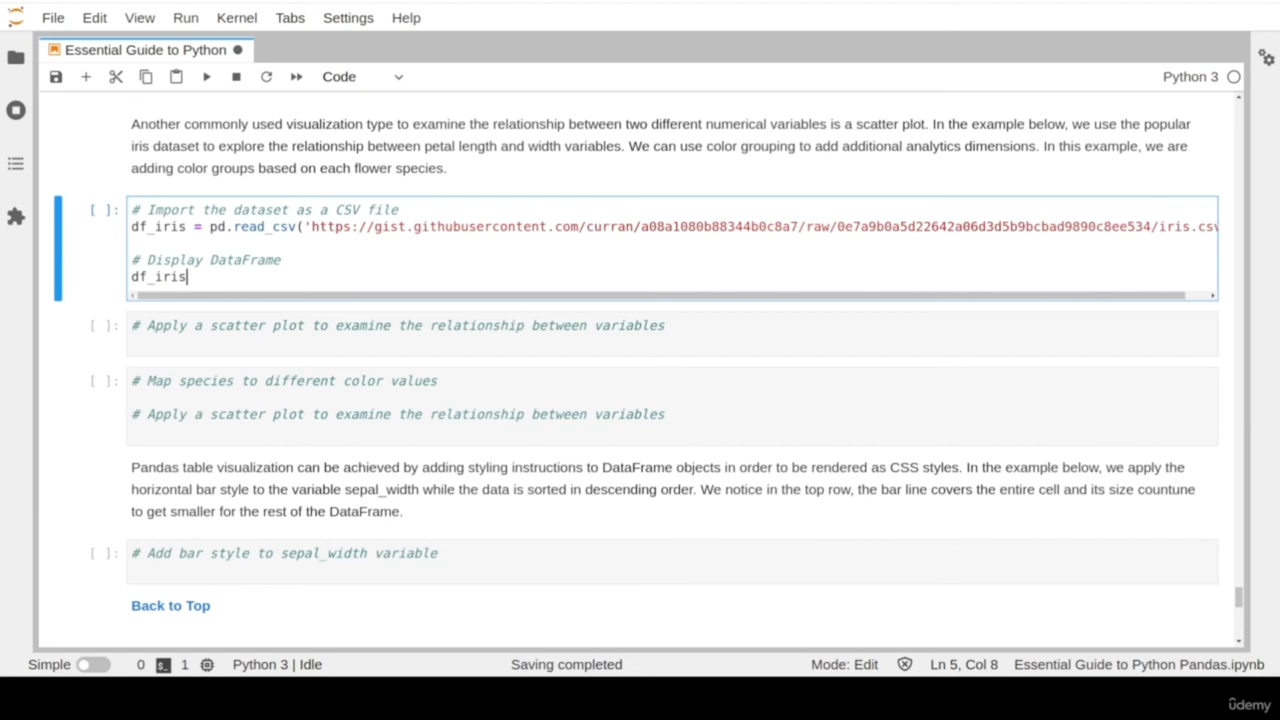 File Edit View Run Kernel Tabs Settings Help
Essential Guide to Python
Code
Python 3
Another commonly used visualization type to examine the relationship between two different numerical variables is a scatter plot. In the example below, we use the popular
iris dataset to explore the relationship between petal length and width variables. We can use color grouping to add additional analytics dimensions. In this example, we are
adding color groups based on each flower species.
[ ]: # Import the dataset as a CSV file
df_iris = pd.read_csv('https://gist.githubusercontent.com/curran/a08a1080b88344b0c8a7/raw/0e7a9b0a5d22642a06d3d5b9bcbad9890c8ee534/iris.csv
# Display DataFrame
df_iris
[ ]: # Apply a scatter plot to examine the relationship between variables
[ ]: # Map species to different color values
# Apply a scatter plot to examine the relationship between variables
Pandas table visualization can be achieved by adding styling instructions to DataFrame objects in order to be rendered as CSS styles. In the example below, we apply the
horizontal bar style to the variable sepal_width while the data is sorted in descending order. We notice in the top row, the bar line covers the entire cell and its size countune
to get smaller for the rest of the DataFrame.
[ ]: # Add bar style to sepal_width variable
Back to Top
Simple 0 $_ 1 Python 3 | Idle Saving completed Mode: Edit Ln 5, Col 8 Essential Guide to Python Pandas.ipynb
ûdemy